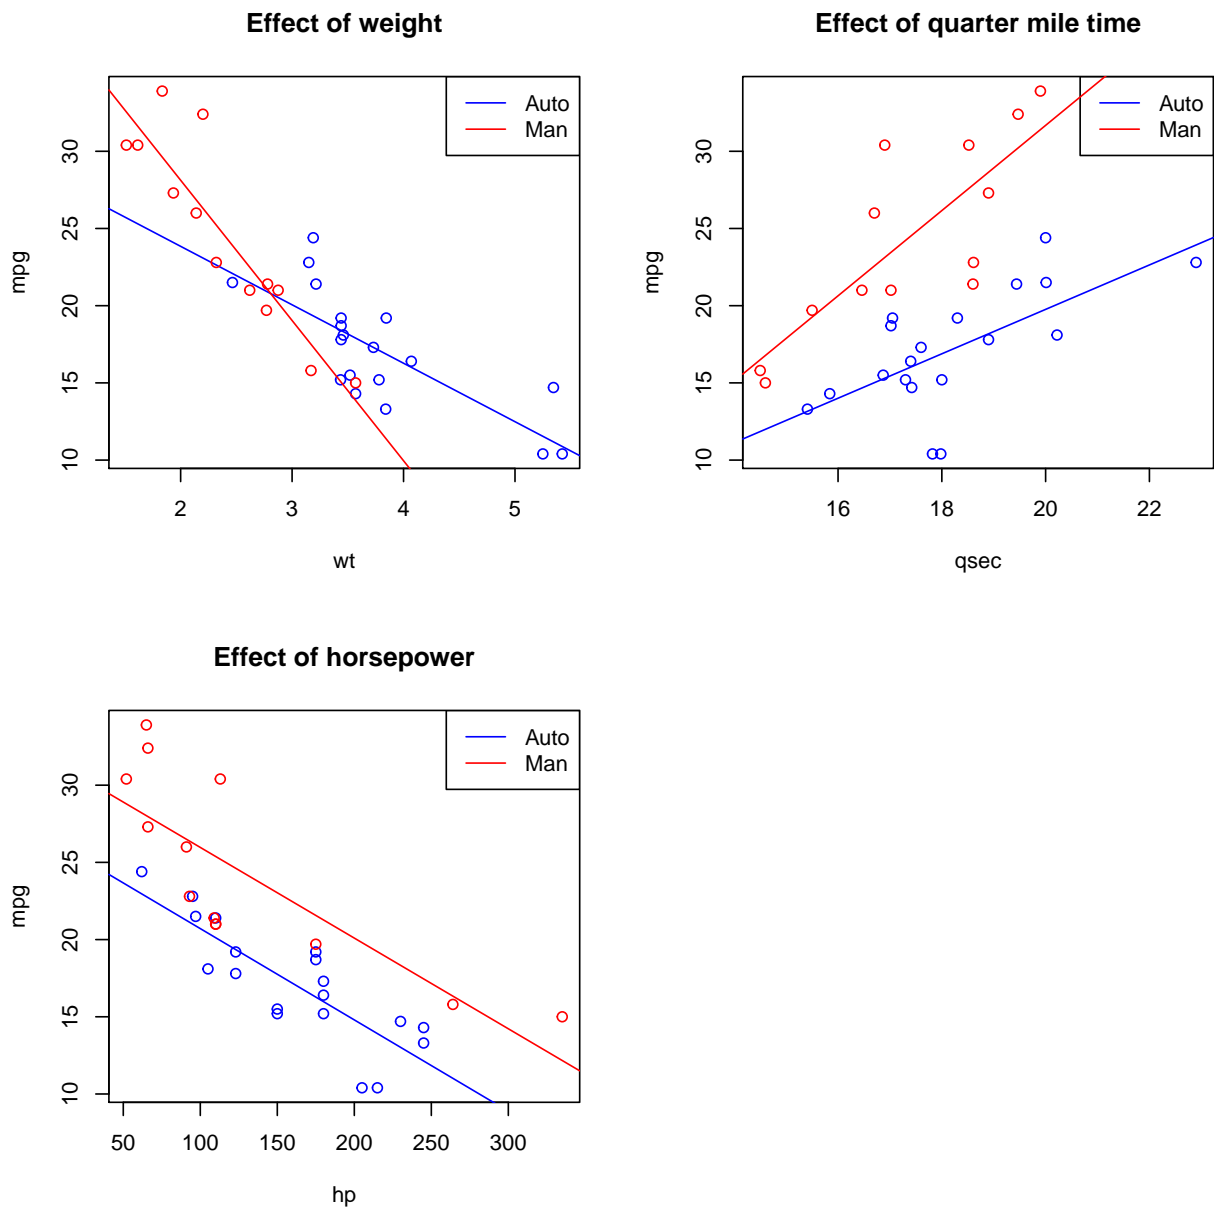 Effect of weight
Auto
Man
mpg
10 15 20 25 30
2 3 4 5
wt
Effect of quarter mile time
Auto
Man
mpg
10 15 20 25 30
16 18 20 22
qsec
Effect of horsepower
Auto
Man
mpg
10 15 20 25 30
50 100 150 200 250 300
hp